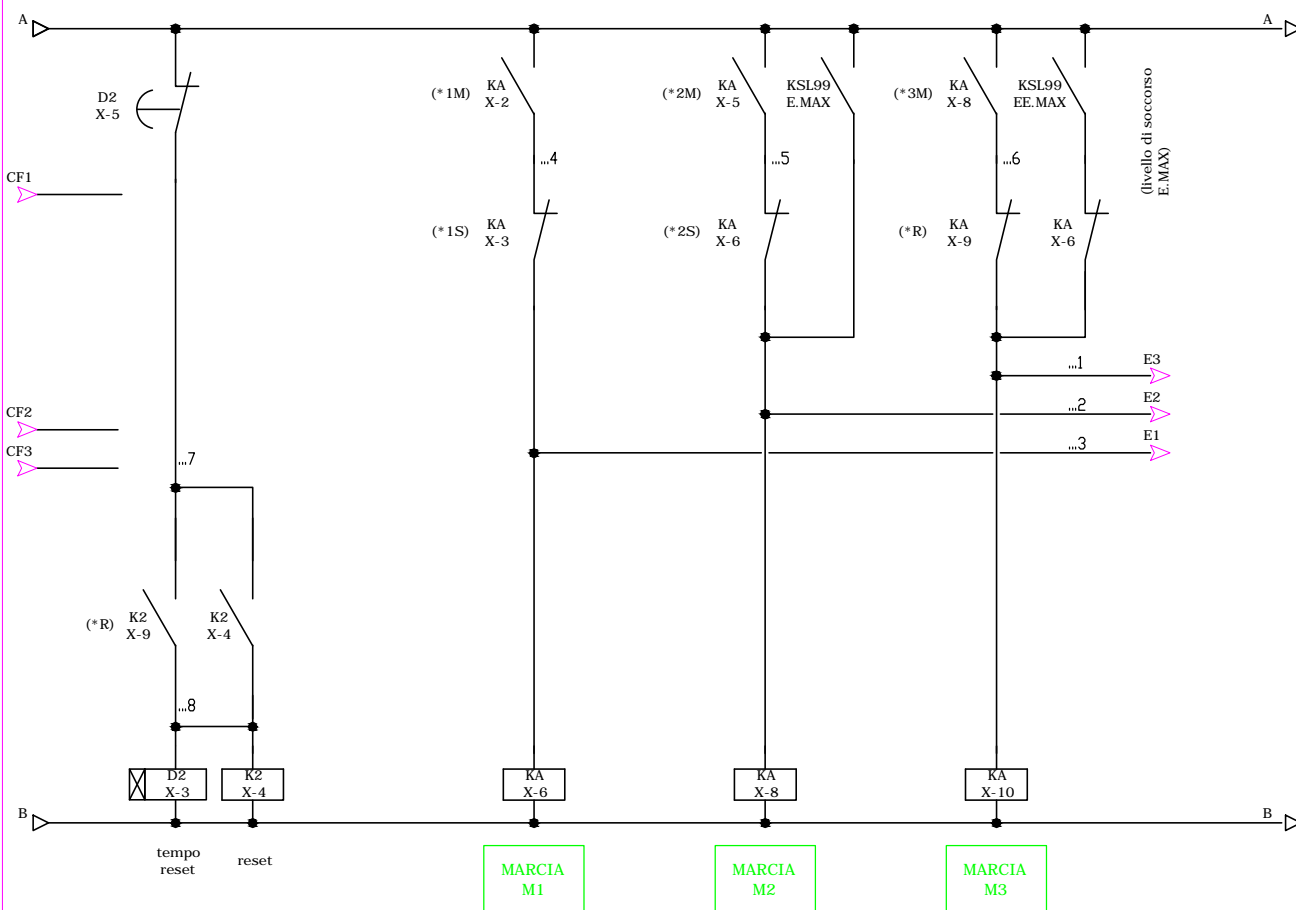 A
A
D2
X-5
(*1M)
KA
X-2
(*2M)
KA
X-5
KSL99
E.MAX
(*3M)
KA
X-8
KSL99
EE.MAX
(livello di soccorso
E.MAX)
...4
...5
...6
CF1
(*1S)
KA
X-3
(*2S)
KA
X-6
(*R)
KA
X-9
KA
X-6
...1
E3
...2
E2
...3
E1
CF2
CF3
...7
(*R)
K2
X-9
K2
X-4
...8
D2
X-3
K2
X-4
KA
X-6
KA
X-8
KA
X-10
B
B
tempo
reset
reset
MARCIA
M1
MARCIA
M2
MARCIA
M3